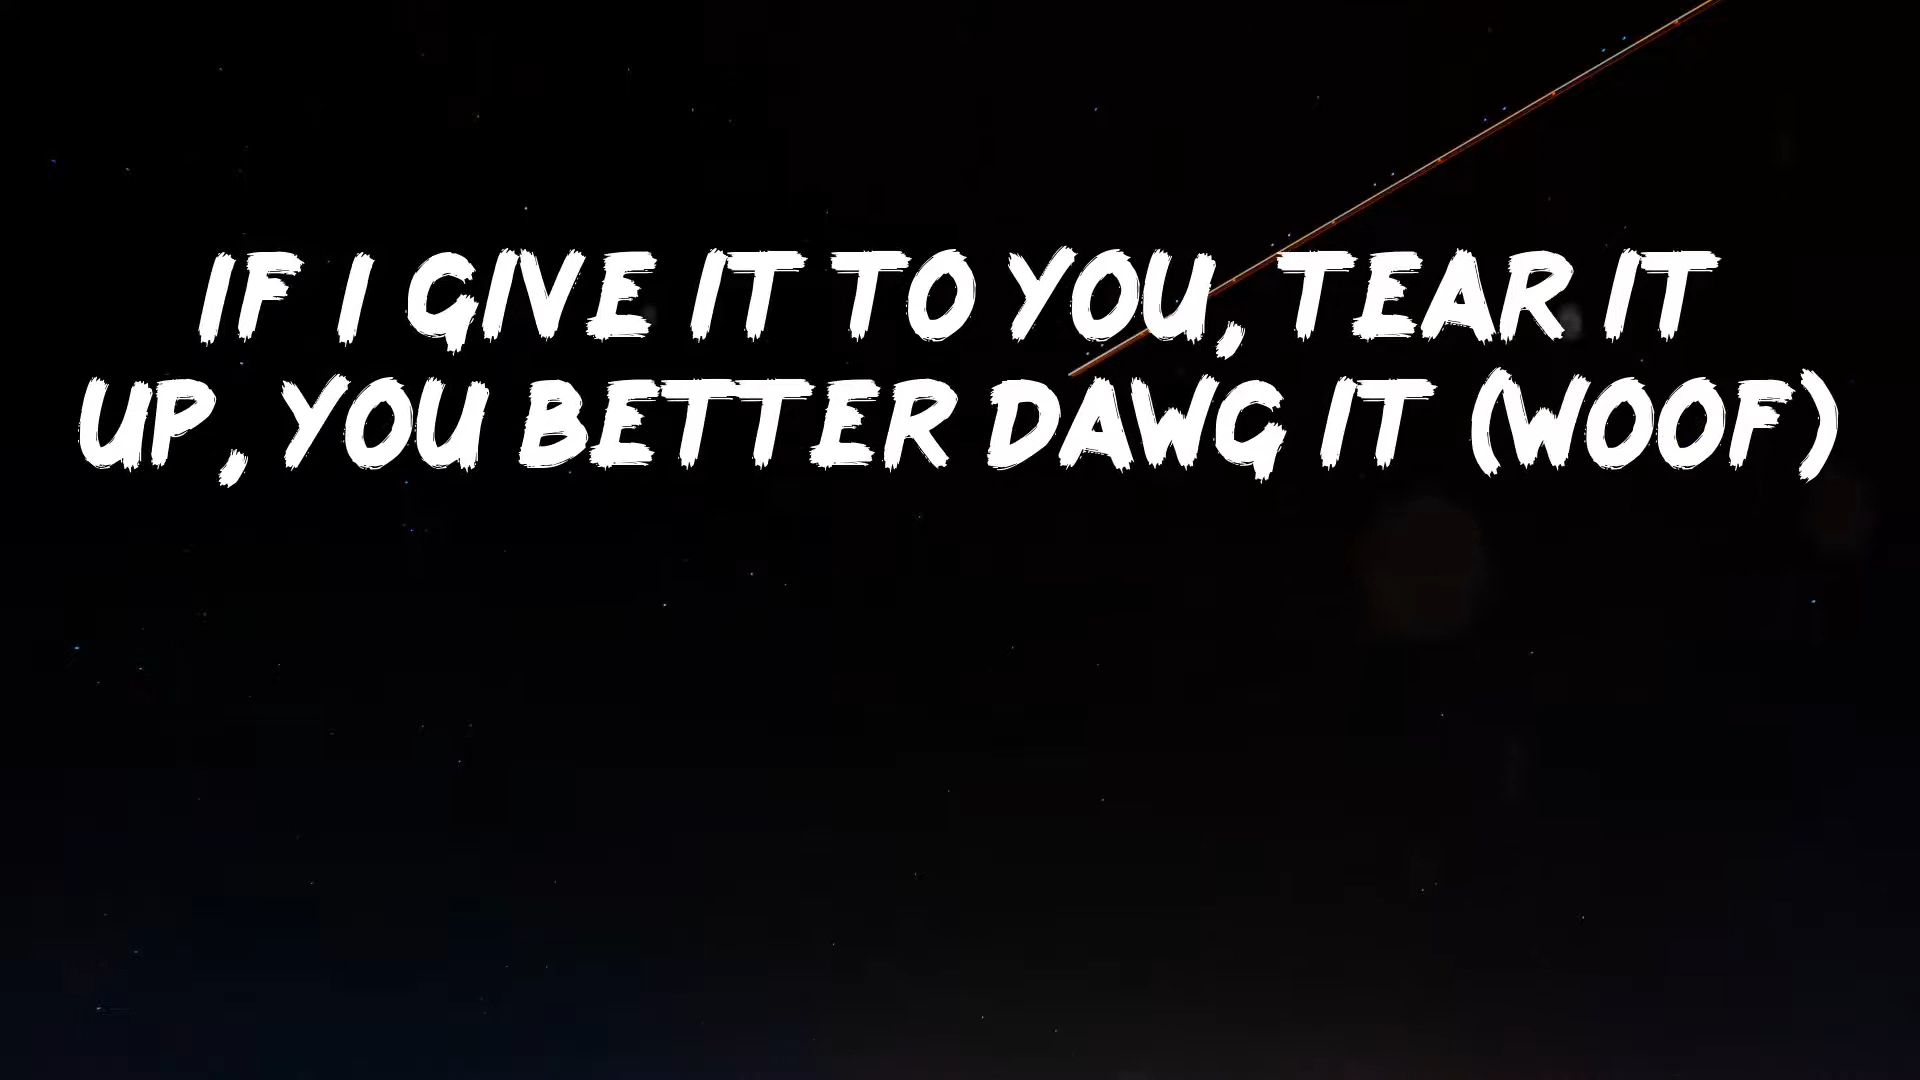 IF I GIVE IT TO YOU, TEAR IT
UP, YOU BETTER DAWG IT (WOOF)